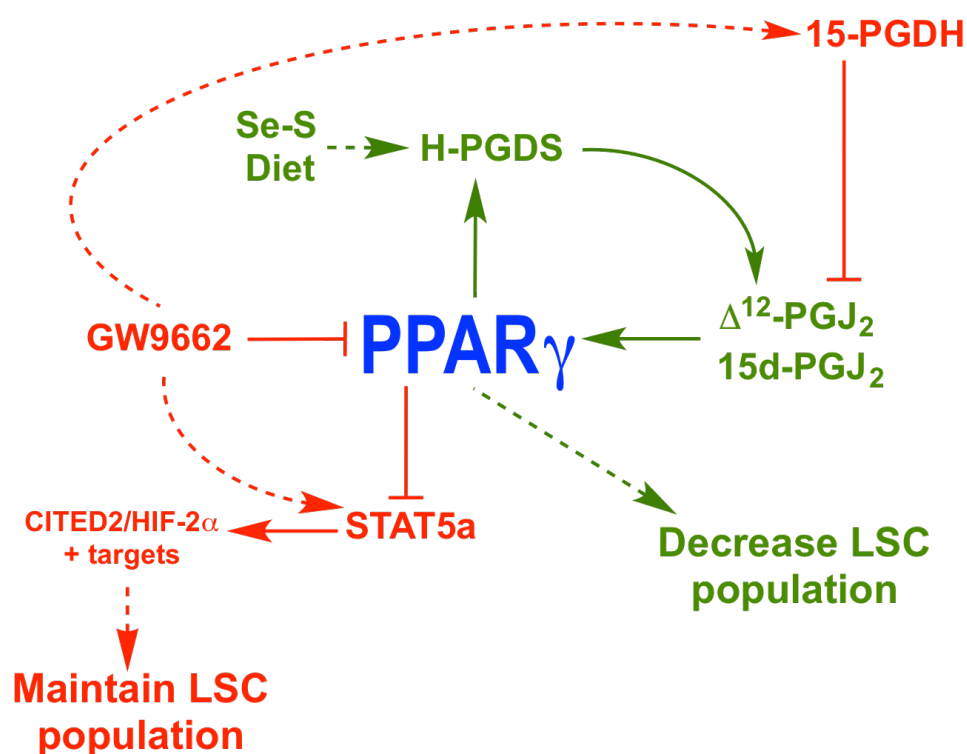 15-PGDH
Se-S
Diet
H-PGDS
GW9662
PPARγ
Δ¹²-PGJ₂
15d-PGJ₂
CITED2/HIF-2α
+ targets
STAT5a
Decrease LSC
population
Maintain LSC
population